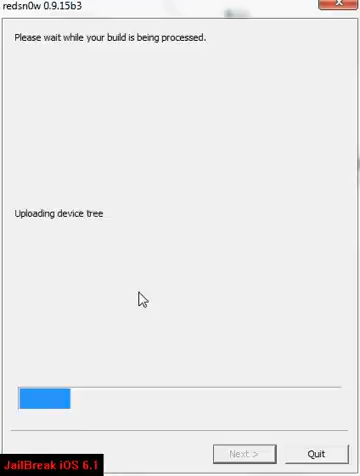 redsn0w 0.9.15b3
Please wait while your build is being processed.
Uploading device tree
JailBreak iOS 6.1
Next >
Quit